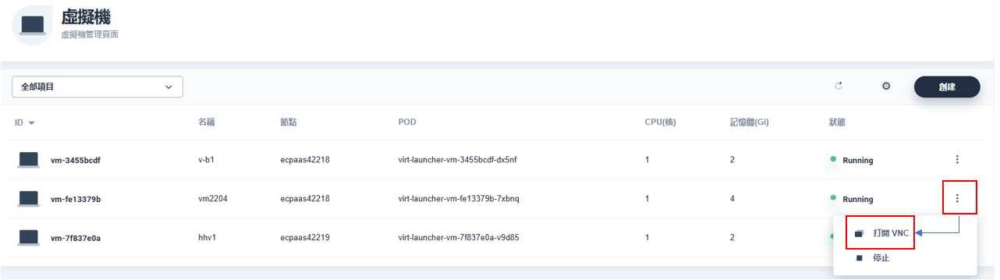 虛擬機
虛擬機管理頁面
全部項目
創建
ID 名稱 節點 POD CPU(核) 記憶體(Gi) 狀態
vm-3455bcdf v-b1 ecpaas42218 virt-launcher-vm-3455bcdf-dx5nf 1 2 Running
vm-fe13379b vm2204 ecpaas42218 virt-launcher-vm-fe13379b-7xbnq 1 4 Running
vm-7f837e0a hhv1 ecpaas42219 virt-launcher-vm-7f837e0a-v9d85 1 2
打開 VNC
停止